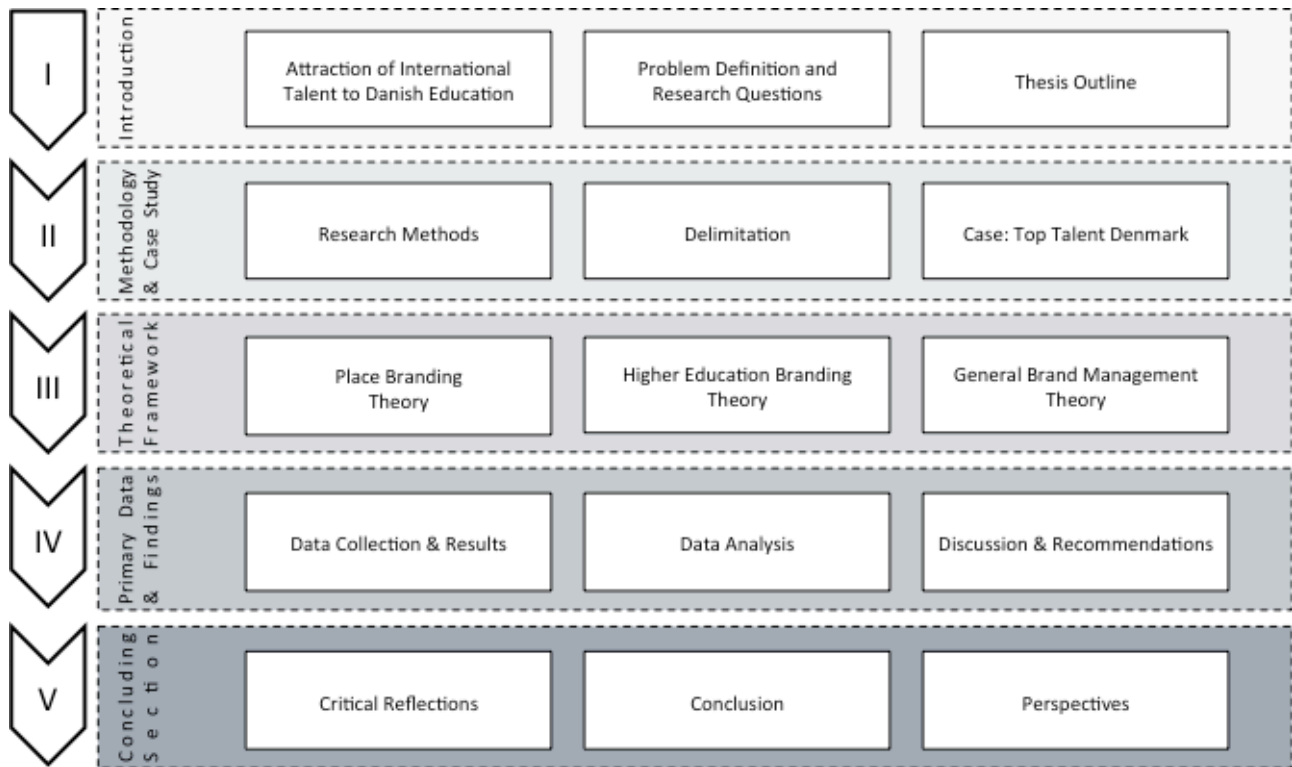 I
Introduction
Attraction of International
Talent to Danish Education
Problem Definition and
Research Questions
Thesis Outline
II
Methodology
& Case Study
Research Methods
Delimitation
Case: Top Talent Denmark
III
Theoretical
Framework
Place Branding
Theory
Higher Education Branding
Theory
General Brand Management
Theory
IV
Primary Data
& Findings
Data Collection & Results
Data Analysis
Discussion & Recommendations
V
Concluding
Section
Critical Reflections
Conclusion
Perspectives